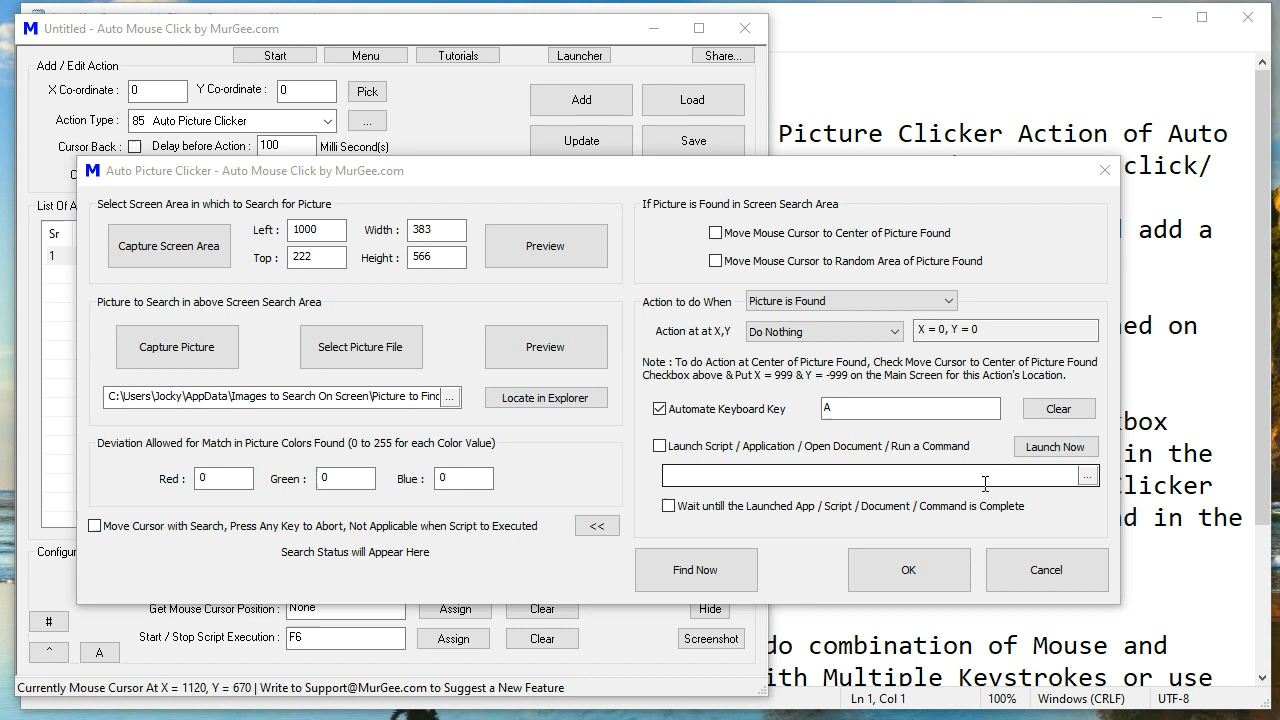 Untitled - Auto Mouse Click by MurGee.com
Start Menu Tutorials Launcher Share...
Add / Edit Action
X Co-ordinate : 0 Y Co-ordinate : 0 Pick
Add Load
Action Type : 85 Auto Picture Clicker ...
Cursor Back : Delay before Action : 100 Milli Second(s)
Update Save
Picture Clicker Action of Auto
click/
add a
ed on
box
in the
Clicker
d in the
do combination of Mouse and
ith Multiple Keystrokes or use
List Of A
Sr
1
Auto Picture Clicker - Auto Mouse Click by MurGee.com
Select Screen Area in which to Search for Picture
Capture Screen Area
Left : 1000 Width : 383
Top : 222 Height : 566
Preview
Picture to Search in above Screen Search Area
Capture Picture Select Picture File Preview
C:\Users\Jocky\AppData\Images to Search On Screen\Picture to Find ... Locate in Explorer
Deviation Allowed for Match in Picture Colors Found (0 to 255 for each Color Value)
Red : 0 Green : 0 Blue : 0
Move Cursor with Search, Press Any Key to Abort, Not Applicable when Script to Executed <<
Search Status will Appear Here
If Picture is Found in Screen Search Area
Move Mouse Cursor to Center of Picture Found
Move Mouse Cursor to Random Area of Picture Found
Action to do When Picture is Found
Action at at X,Y Do Nothing X = 0, Y = 0
Note : To do Action at Center of Picture Found, Check Move Cursor to Center of Picture Found
Checkbox above & Put X = 999 & Y = -999 on the Main Screen for this Action's Location.
Automate Keyboard Key A Clear
Launch Script / Application / Open Document / Run a Command Launch Now
...
Wait untill the Launched App / Script / Document / Command is Complete
Find Now OK Cancel
Configur
Get Mouse Cursor Position : None Assign Clear Hide
Start / Stop Script Execution : F6 Assign Clear Screenshot
#
^ A
Currently Mouse Cursor At X = 1120, Y = 670 | Write to Support@MurGee.com to Suggest a New Feature
Ln 1, Col 1 100% Windows (CRLF) UTF-8